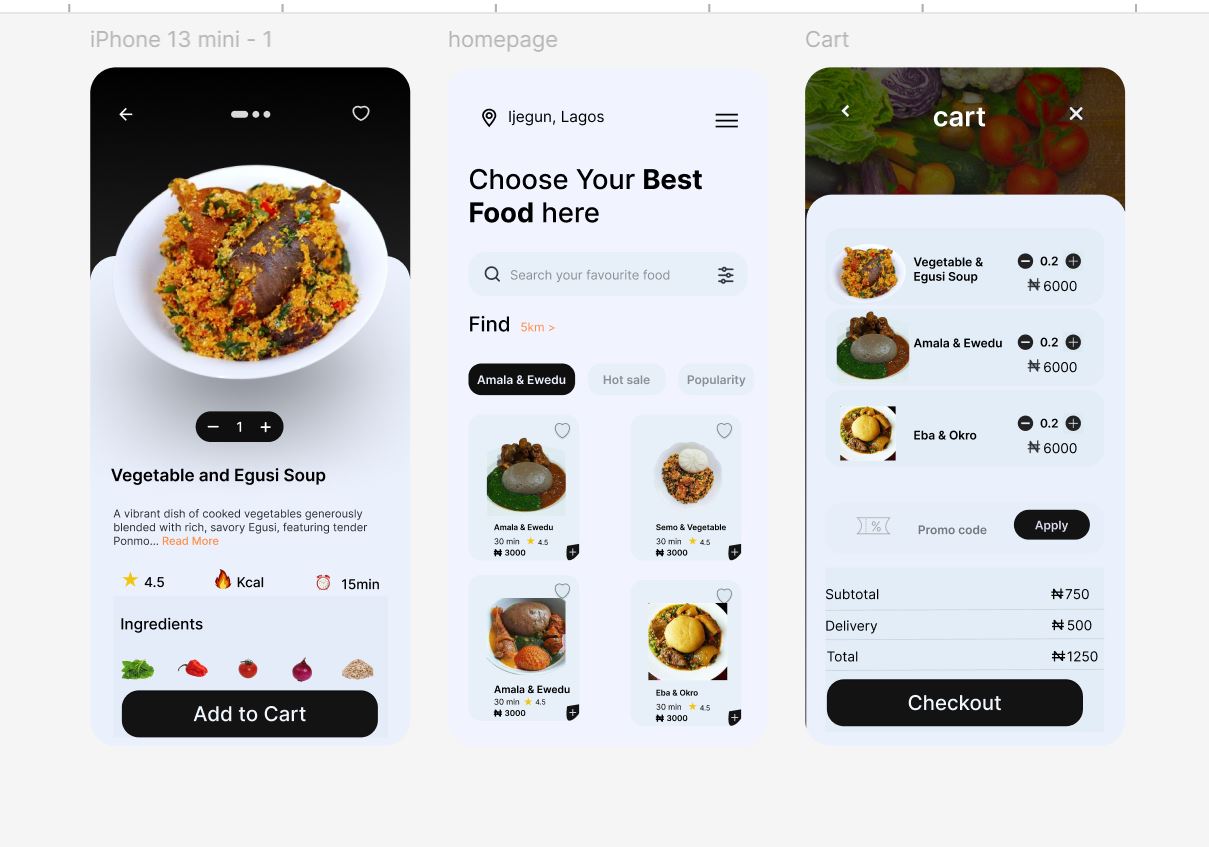 iPhone 13 mini - 1
1
Vegetable and Egusi Soup
A vibrant dish of cooked vegetables generously
blended with rich, savory Egusi, featuring tender
Ponmo... Read More
4.5
Kcal
15min
Ingredients
Add to Cart
homepage
Ijegun, Lagos
Choose Your Best
Food here
Search your favourite food
Find 5km >
Amala & Ewedu
Hot sale
Popularity
Amala & Ewedu
30 min 4.5
₦ 3000
Semo & Vegetable
30 min 4.5
₦ 3000
Amala & Ewedu
30 min 4.5
₦ 3000
Eba & Okro
30 min 4.5
₦ 3000
Cart
cart
Vegetable &
Egusi Soup
0.2
₦ 6000
Amala & Ewedu
0.2
₦ 6000
Eba & Okro
0.2
₦ 6000
%
Promo code
Apply
Subtotal ₦750
Delivery ₦ 500
Total ₦1250
Checkout